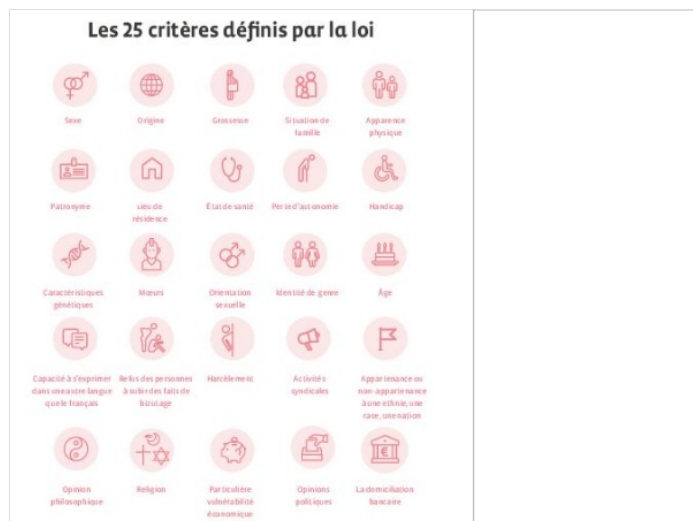 Les 25 critères définis par la loi
Sexe
Origine
Grossesse
Situation de
famille
Apparence
physique
Patronyme
Lieu de
résidence
État de santé
Perte d'autonomie
Handicap
Caractéristiques
génétiques
Mœurs
Orientation
sexuelle
Identité de genre
Âge
Capacité à s'exprimer
dans une autre langue
que le français
Refus des personnes
à subir des faits de
bizutage
Harcèlement
Activités
syndicales
Appartenance ou
non-appartenance
à une ethnie, une
race, une nation
Opinion
philosophique
Religion
Particulière
vulnérabilité
économique
Opinions
politiques
La domiciliation
bancaire